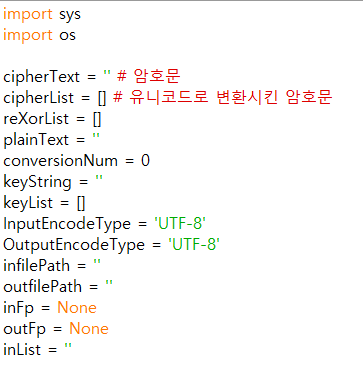 import sys
import os
cipherText = '' # 암호문
cipherList = [] # 유니코드로 변환시킨 암호문
reXorList = []
plainText = ''
conversionNum = 0
keyString = ''
keyList = []
InputEncodeType = 'UTF-8'
OutputEncodeType = 'UTF-8'
infilePath = ''
outfilePath = ''
inFp = None
outFp = None
inList = ''